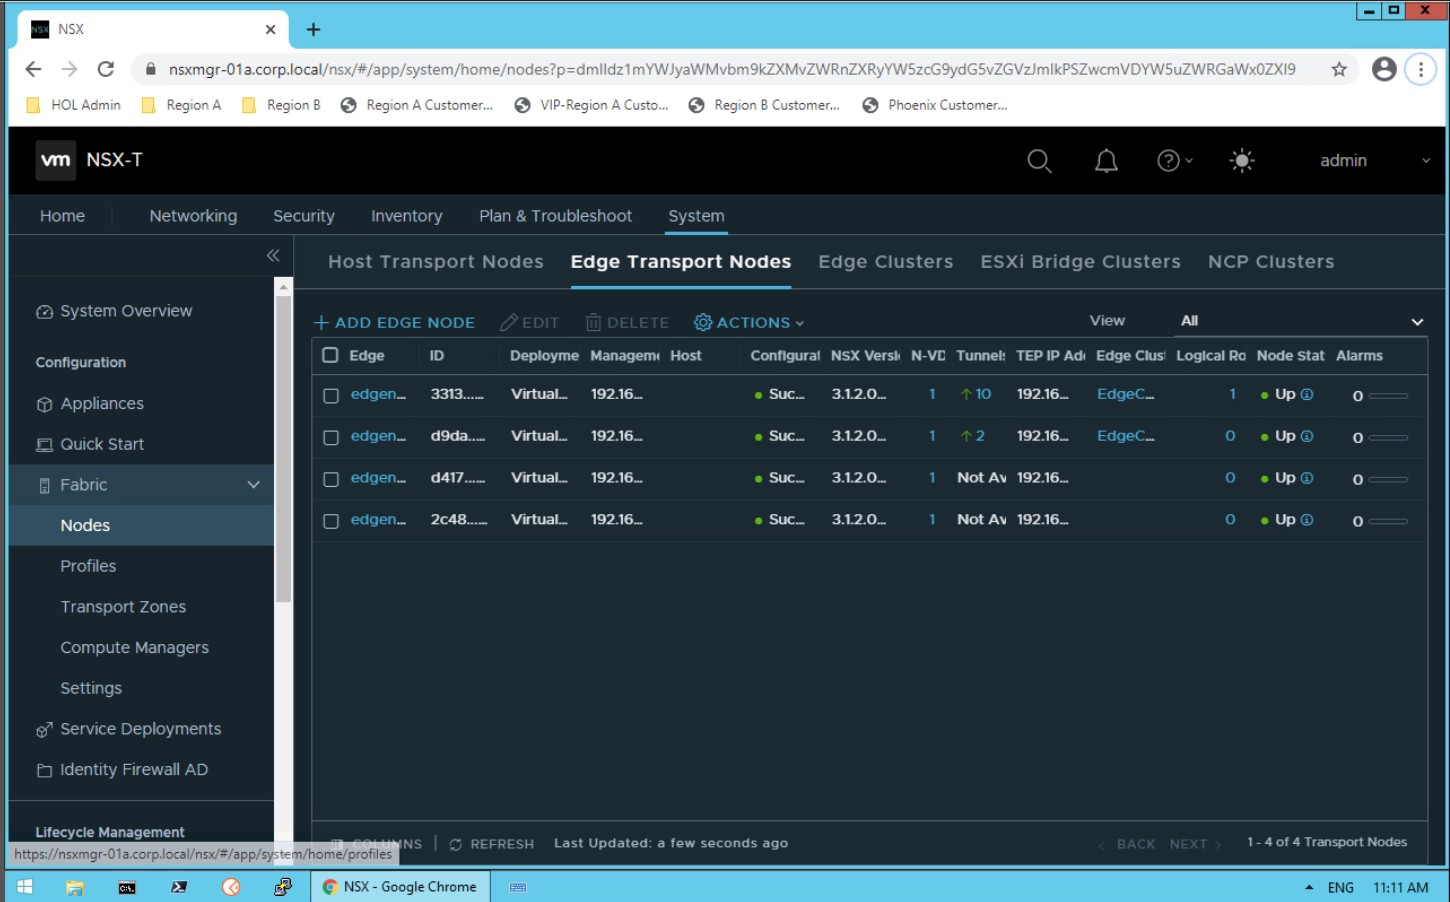 NSX
nsxmgr-01a.corp.local/nsx/#/app/system/home/nodes?p=dmlldz1mYWJyaWMvbm9kZXMvZWRnZXRyYW5zcG9ydG5vZGVzJmlkPSZwcmVDYW5uZWRGaWx0ZXI9
HOL Admin Region A Region B Region A Customer... VIP-Region A Custo... Region B Customer... Phoenix Customer...
vm NSX-T admin
Home Networking Security Inventory Plan & Troubleshoot System
Host Transport Nodes Edge Transport Nodes Edge Clusters ESXi Bridge Clusters NCP Clusters
System Overview
Configuration
Appliances
Quick Start
Fabric
Nodes
Profiles
Transport Zones
Compute Managers
Settings
Service Deployments
Identity Firewall AD
Lifecycle Management
+ ADD EDGE NODE EDIT DELETE ACTIONS View All
Edge ID Deployme Manageme Host Configurat NSX Versi N-VD Tunnels TEP IP Ad Edge Clus Logical Ro Node Stat Alarms
edgen... 3313...... Virtual... 192.16... Suc... 3.1.2.0... 1 ↑10 192.16... EdgeC... 1 Up 0
edgen... d9da...... Virtual... 192.16... Suc... 3.1.2.0... 1 ↑2 192.16... EdgeC... 0 Up 0
edgen... d417...... Virtual... 192.16... Suc... 3.1.2.0... 1 Not Av 192.16... 0 Up 0
edgen... 2c48...... Virtual... 192.16... Suc... 3.1.2.0... 1 Not Av 192.16... 0 Up 0
COLUMNS REFRESH Last Updated: a few seconds ago BACK NEXT 1 - 4 of 4 Transport Nodes
https://nsxmgr-01a.corp.local/nsx/#/app/system/home/profiles
NSX - Google Chrome ENG 11:11 AM